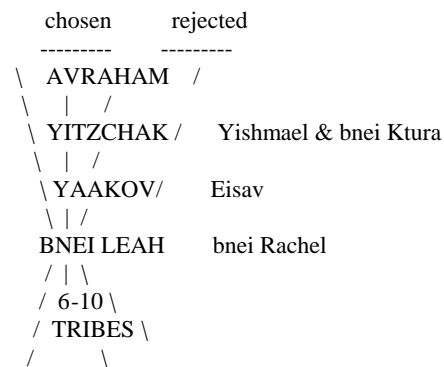 chosen rejected
--------- ---------
\ AVRAHAM /
\ | /
\ YITZCHAK / Yishmael & bnei Ktura
\ | /
\ YAAKOV/ Eisav
\ | /
BNEI LEAH bnei Rachel
/ | \
/ 6-10 \
/ TRIBES \
/ \